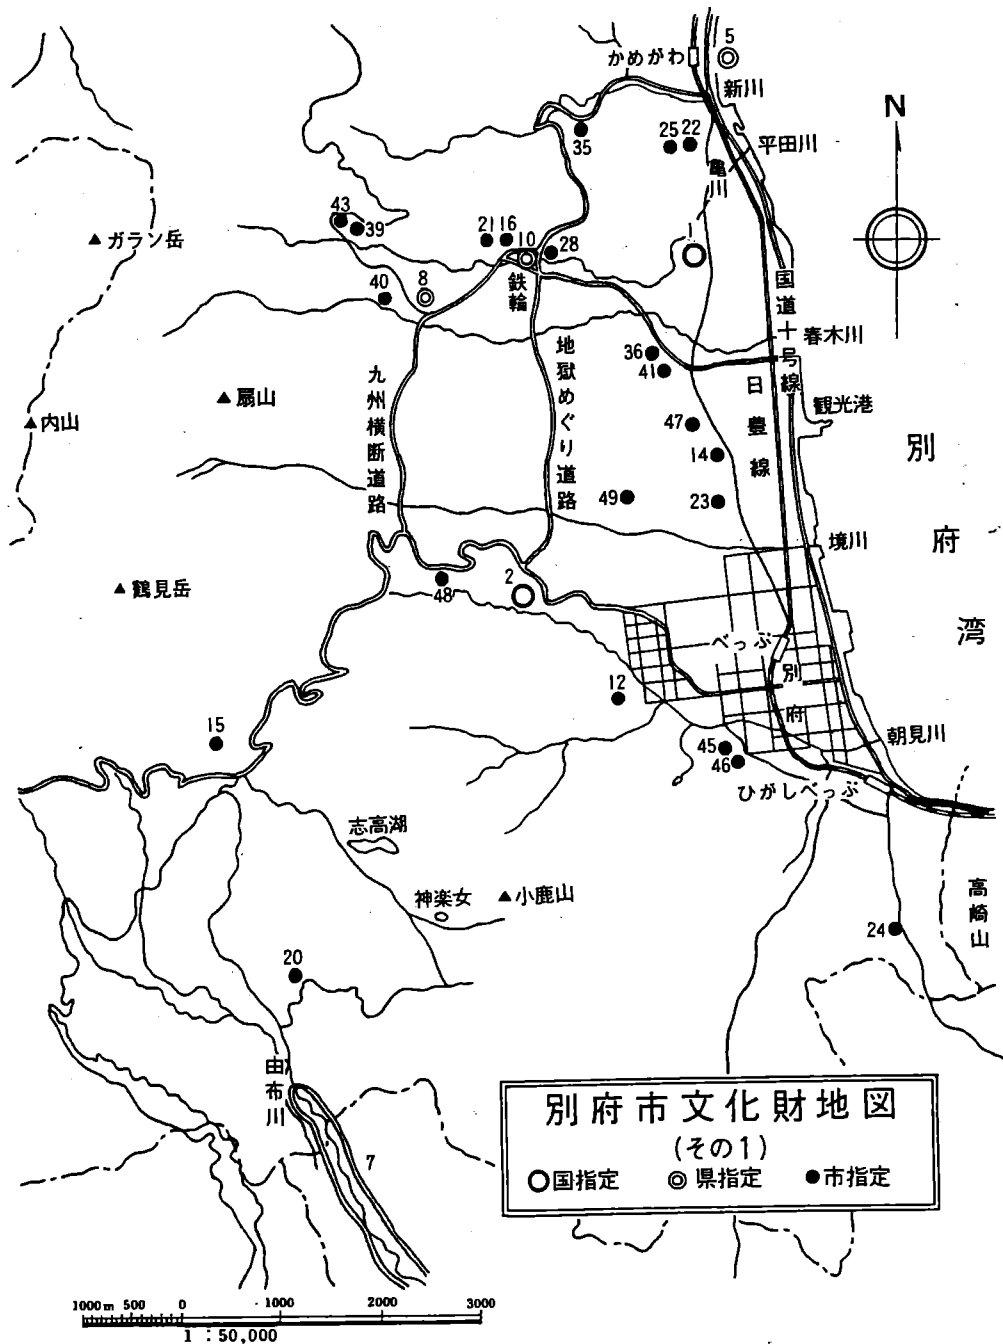 5
かめがわ
新川
N
35
25
22
平田川
亀川
43
39
21
16
10
28
1
ガラン岳
鉄輪
40
8
国道十号線
春木川
36
41
地獄めぐり道路
九州横断道路
日豊線
扇山
内山
観光港
47
14
別府湾
49
23
境川
鶴見岳
48
2
べっぷ
別府
12
15
45
46
朝見川
ひがしべっぷ
志高湖
神楽女
小鹿山
高崎山
24
20
由布川
7
別府市文化財地図
(その1)
国指定 県指定 市指定
1000m 500 0 1000 2000 3000
1 : 50,000